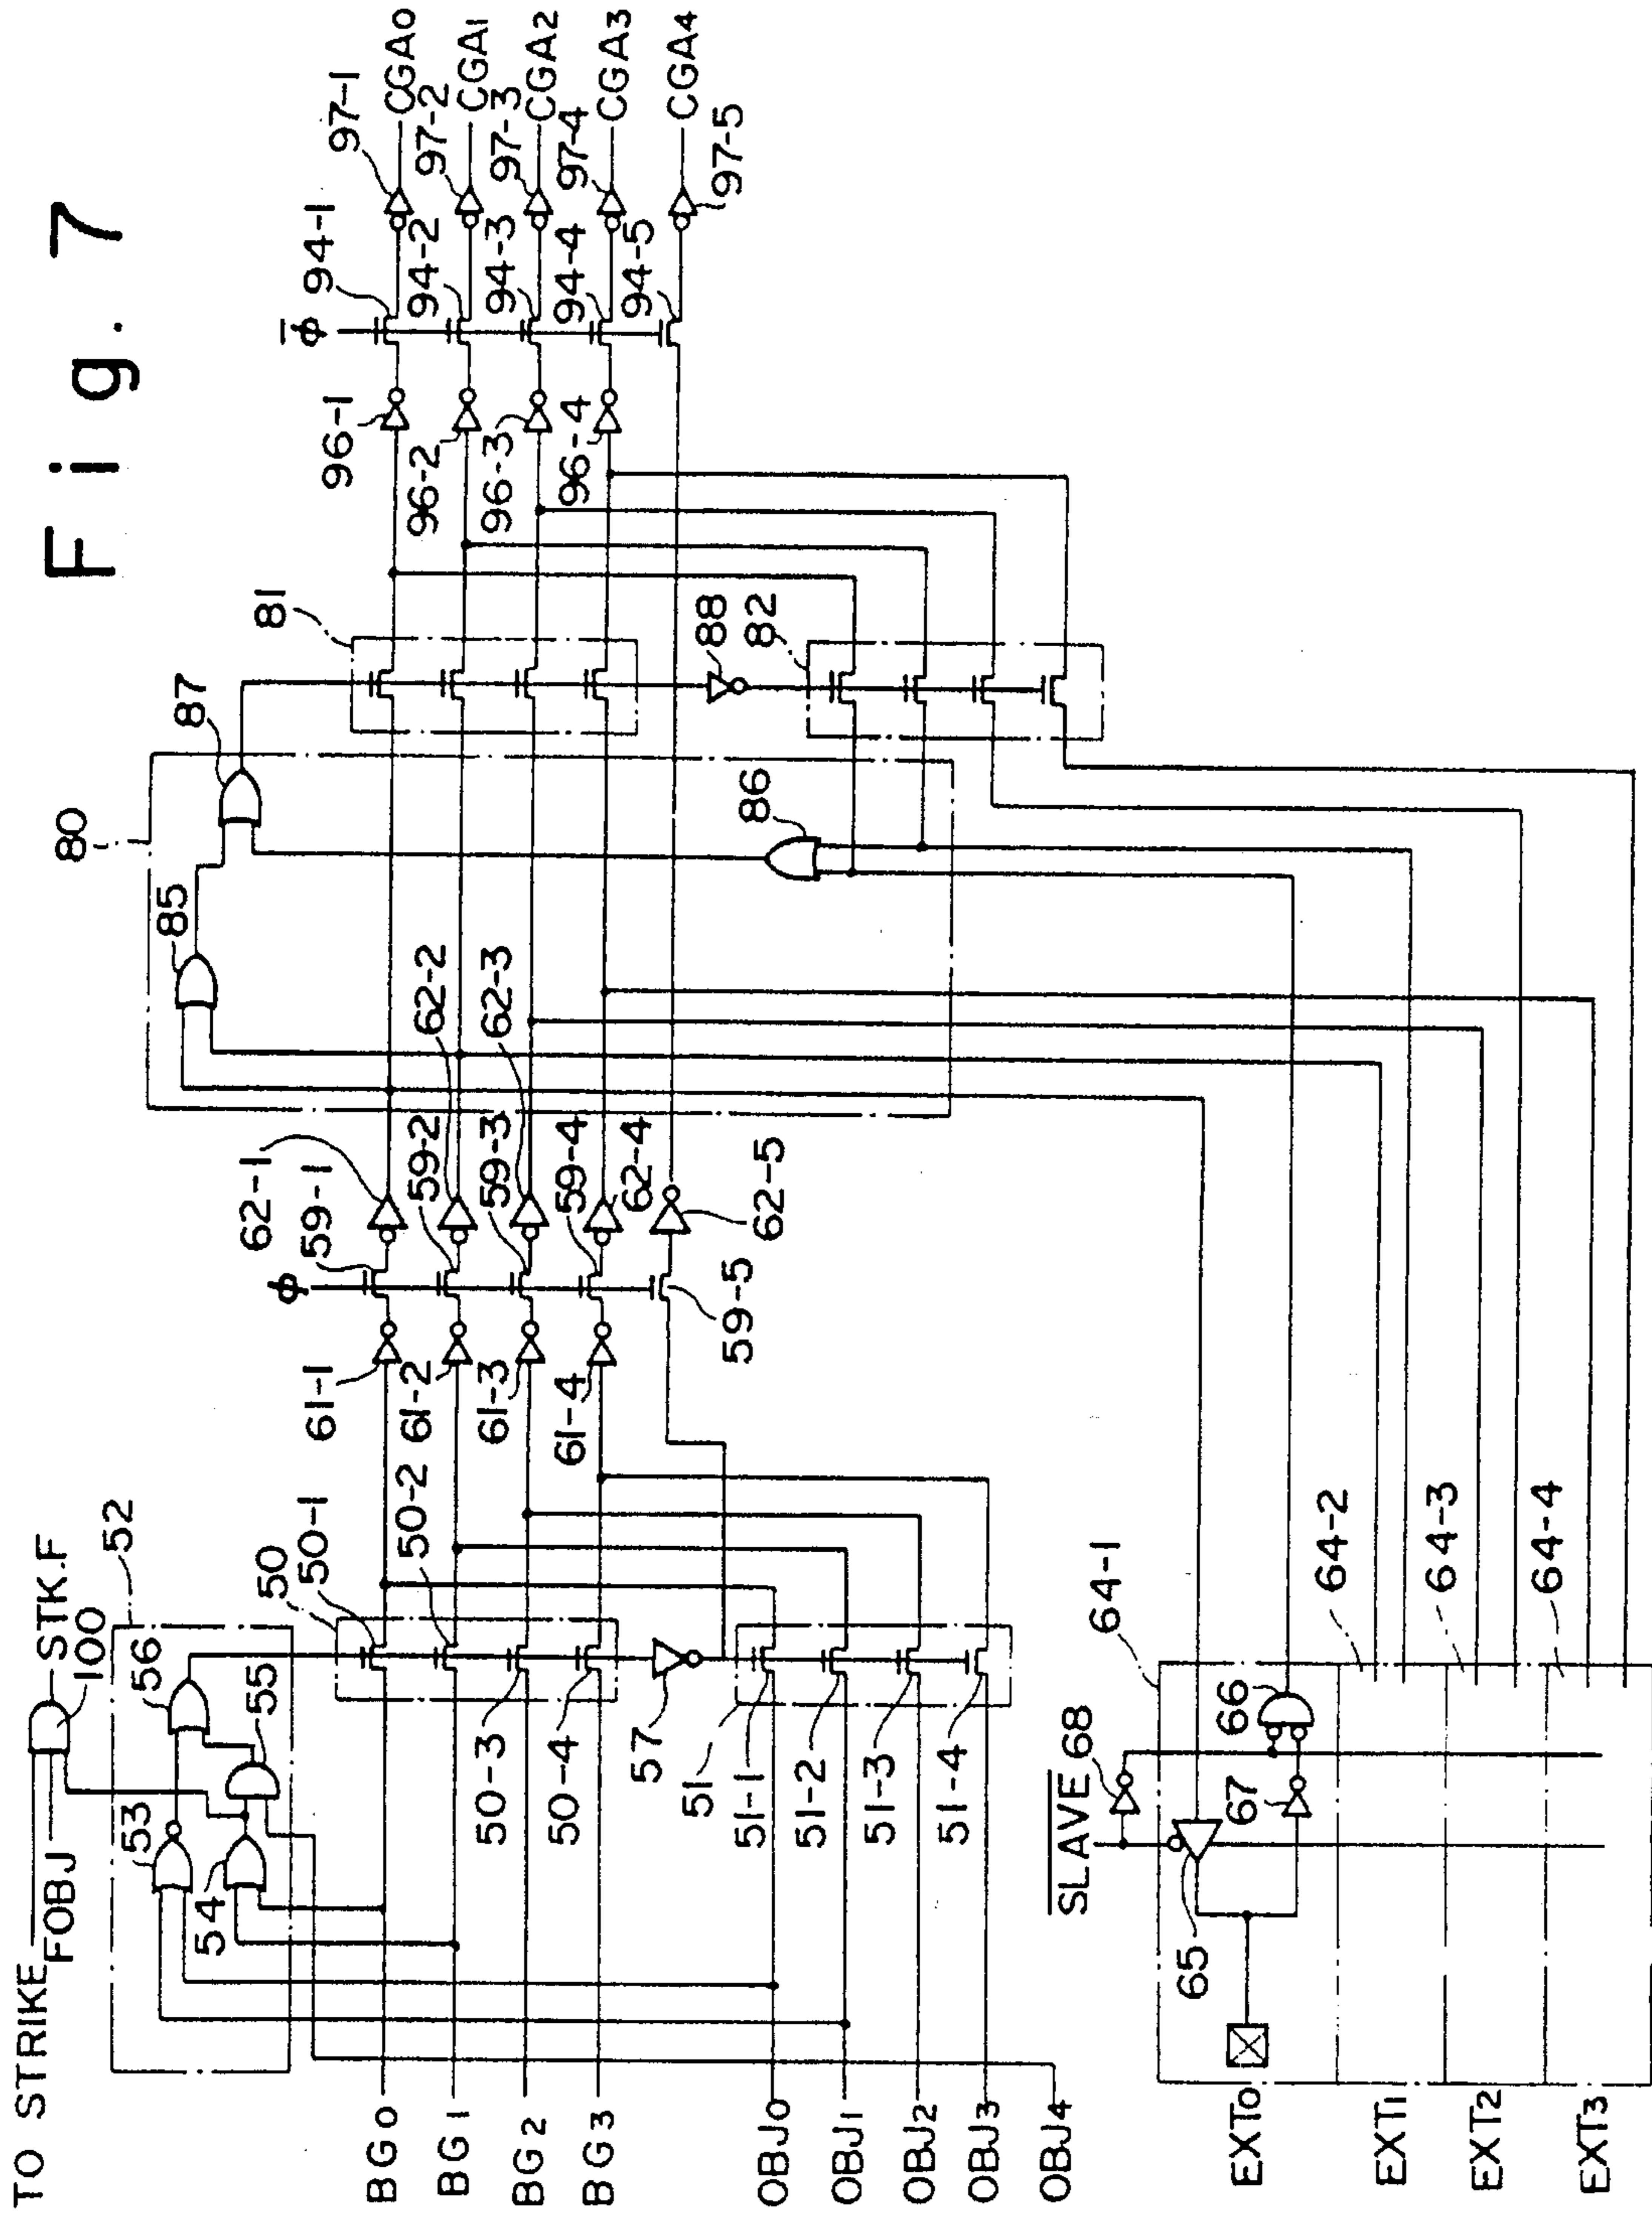 Fig. 7
TO STRIKE
FOBJ
STK.F
100
52
53
54
55
56
50
50-1
50-2
50-3
50-4
57
51
51-1
51-2
51-3
51-4
BG0
BG1
BG2
BG3
OBJ0
OBJ1
OBJ2
OBJ3
OBJ4
61-1
61-2
61-3
61-4
ϕ
59-1
59-2
59-3
59-4
59-5
62-1
62-2
62-3
62-4
62-5
80
85
86
87
81
88
82
96-1
96-2
96-3
96-4
ϕ̅
94-1
94-2
94-3
94-4
94-5
97-1
97-2
97-3
97-4
97-5
CGA0
CGA1
CGA2
CGA3
CGA4
SLAVE
68
64-1
64-2
64-3
64-4
65
66
67
EXT0
EXT1
EXT2
EXT3